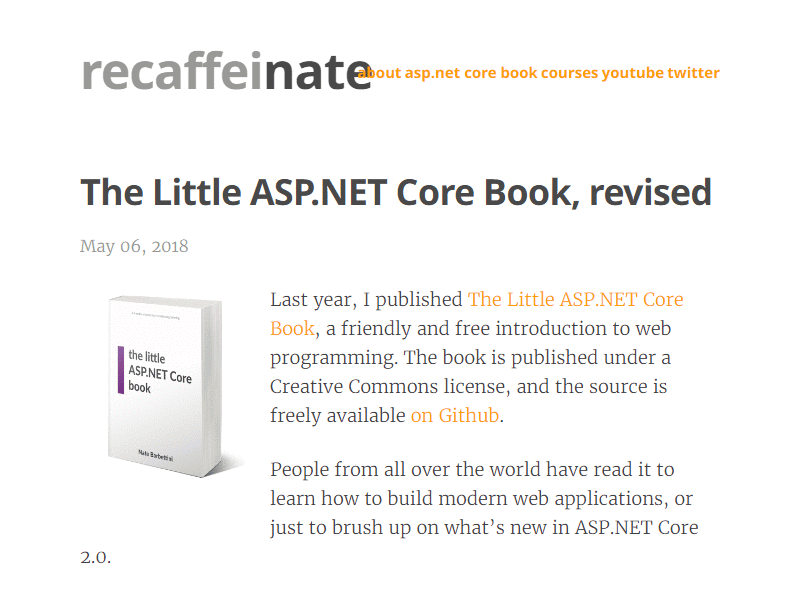 recaffeinate
about asp.net core book courses youtube twitter
The Little ASP.NET Core Book, revised
May 06, 2018
the little
ASP.NET Core
book
Nate Barbettini
Last year, I published The Little ASP.NET Core
Book, a friendly and free introduction to web
programming. The book is published under a
Creative Commons license, and the source is
freely available on Github.
People from all over the world have read it to
learn how to build modern web applications, or
just to brush up on what’s new in ASP.NET Core
2.0.